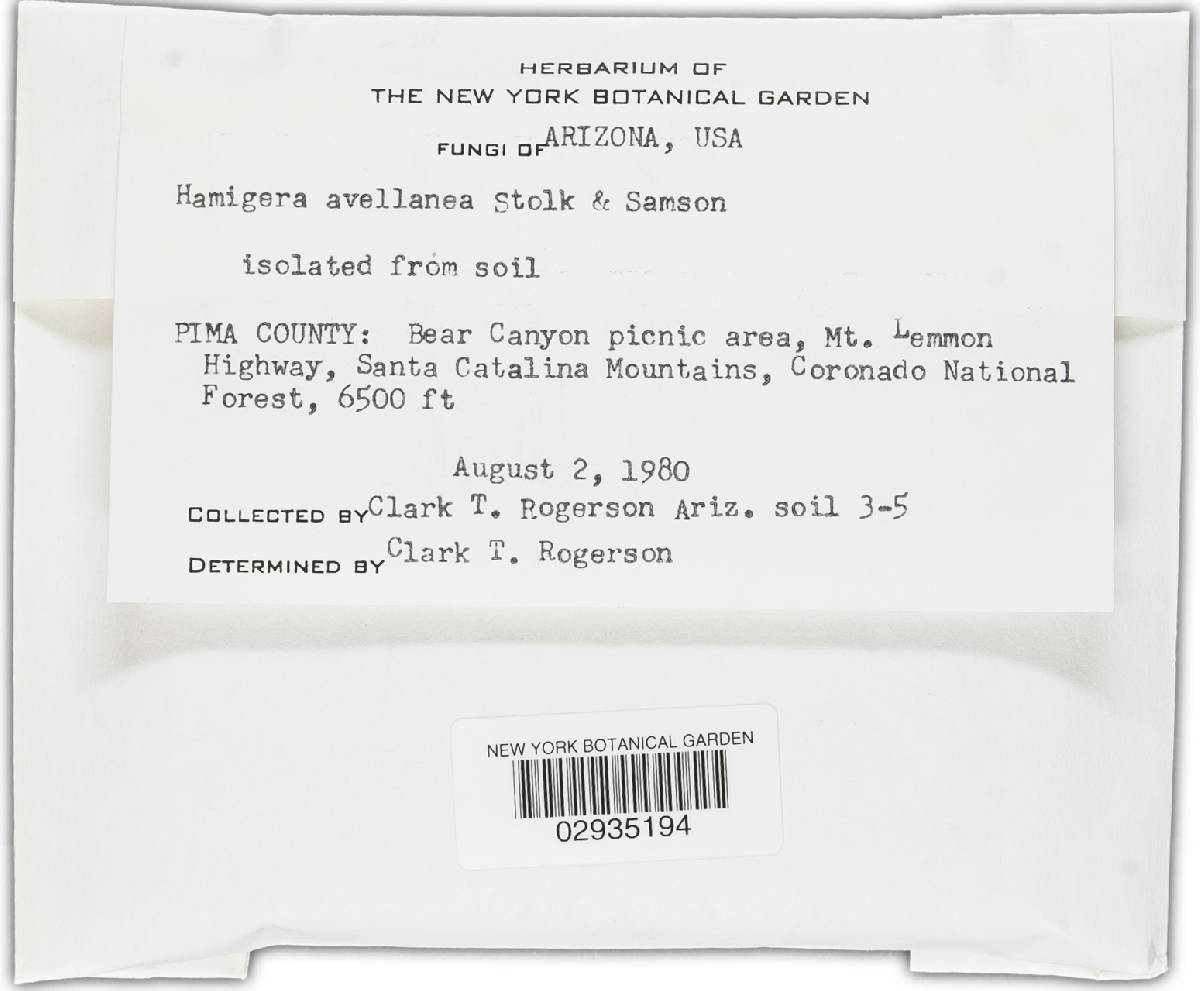 HERBARIUM OF
THE NEW YORK BOTANICAL GARDEN
FUNGI OF ARIZONA, USA
Hamigera avellanea Stolk & Samson
isolated from soil
PIMA COUNTY: Bear Canyon picnic area, Mt. Lemmon
Highway, Santa Catalina Mountains, Coronado National
Forest, 6500 ft
August 2, 1980
COLLECTED BY Clark T. Rogerson Ariz. soil 3-5
DETERMINED BY Clark T. Rogerson
NEW YORK BOTANICAL GARDEN
02935194